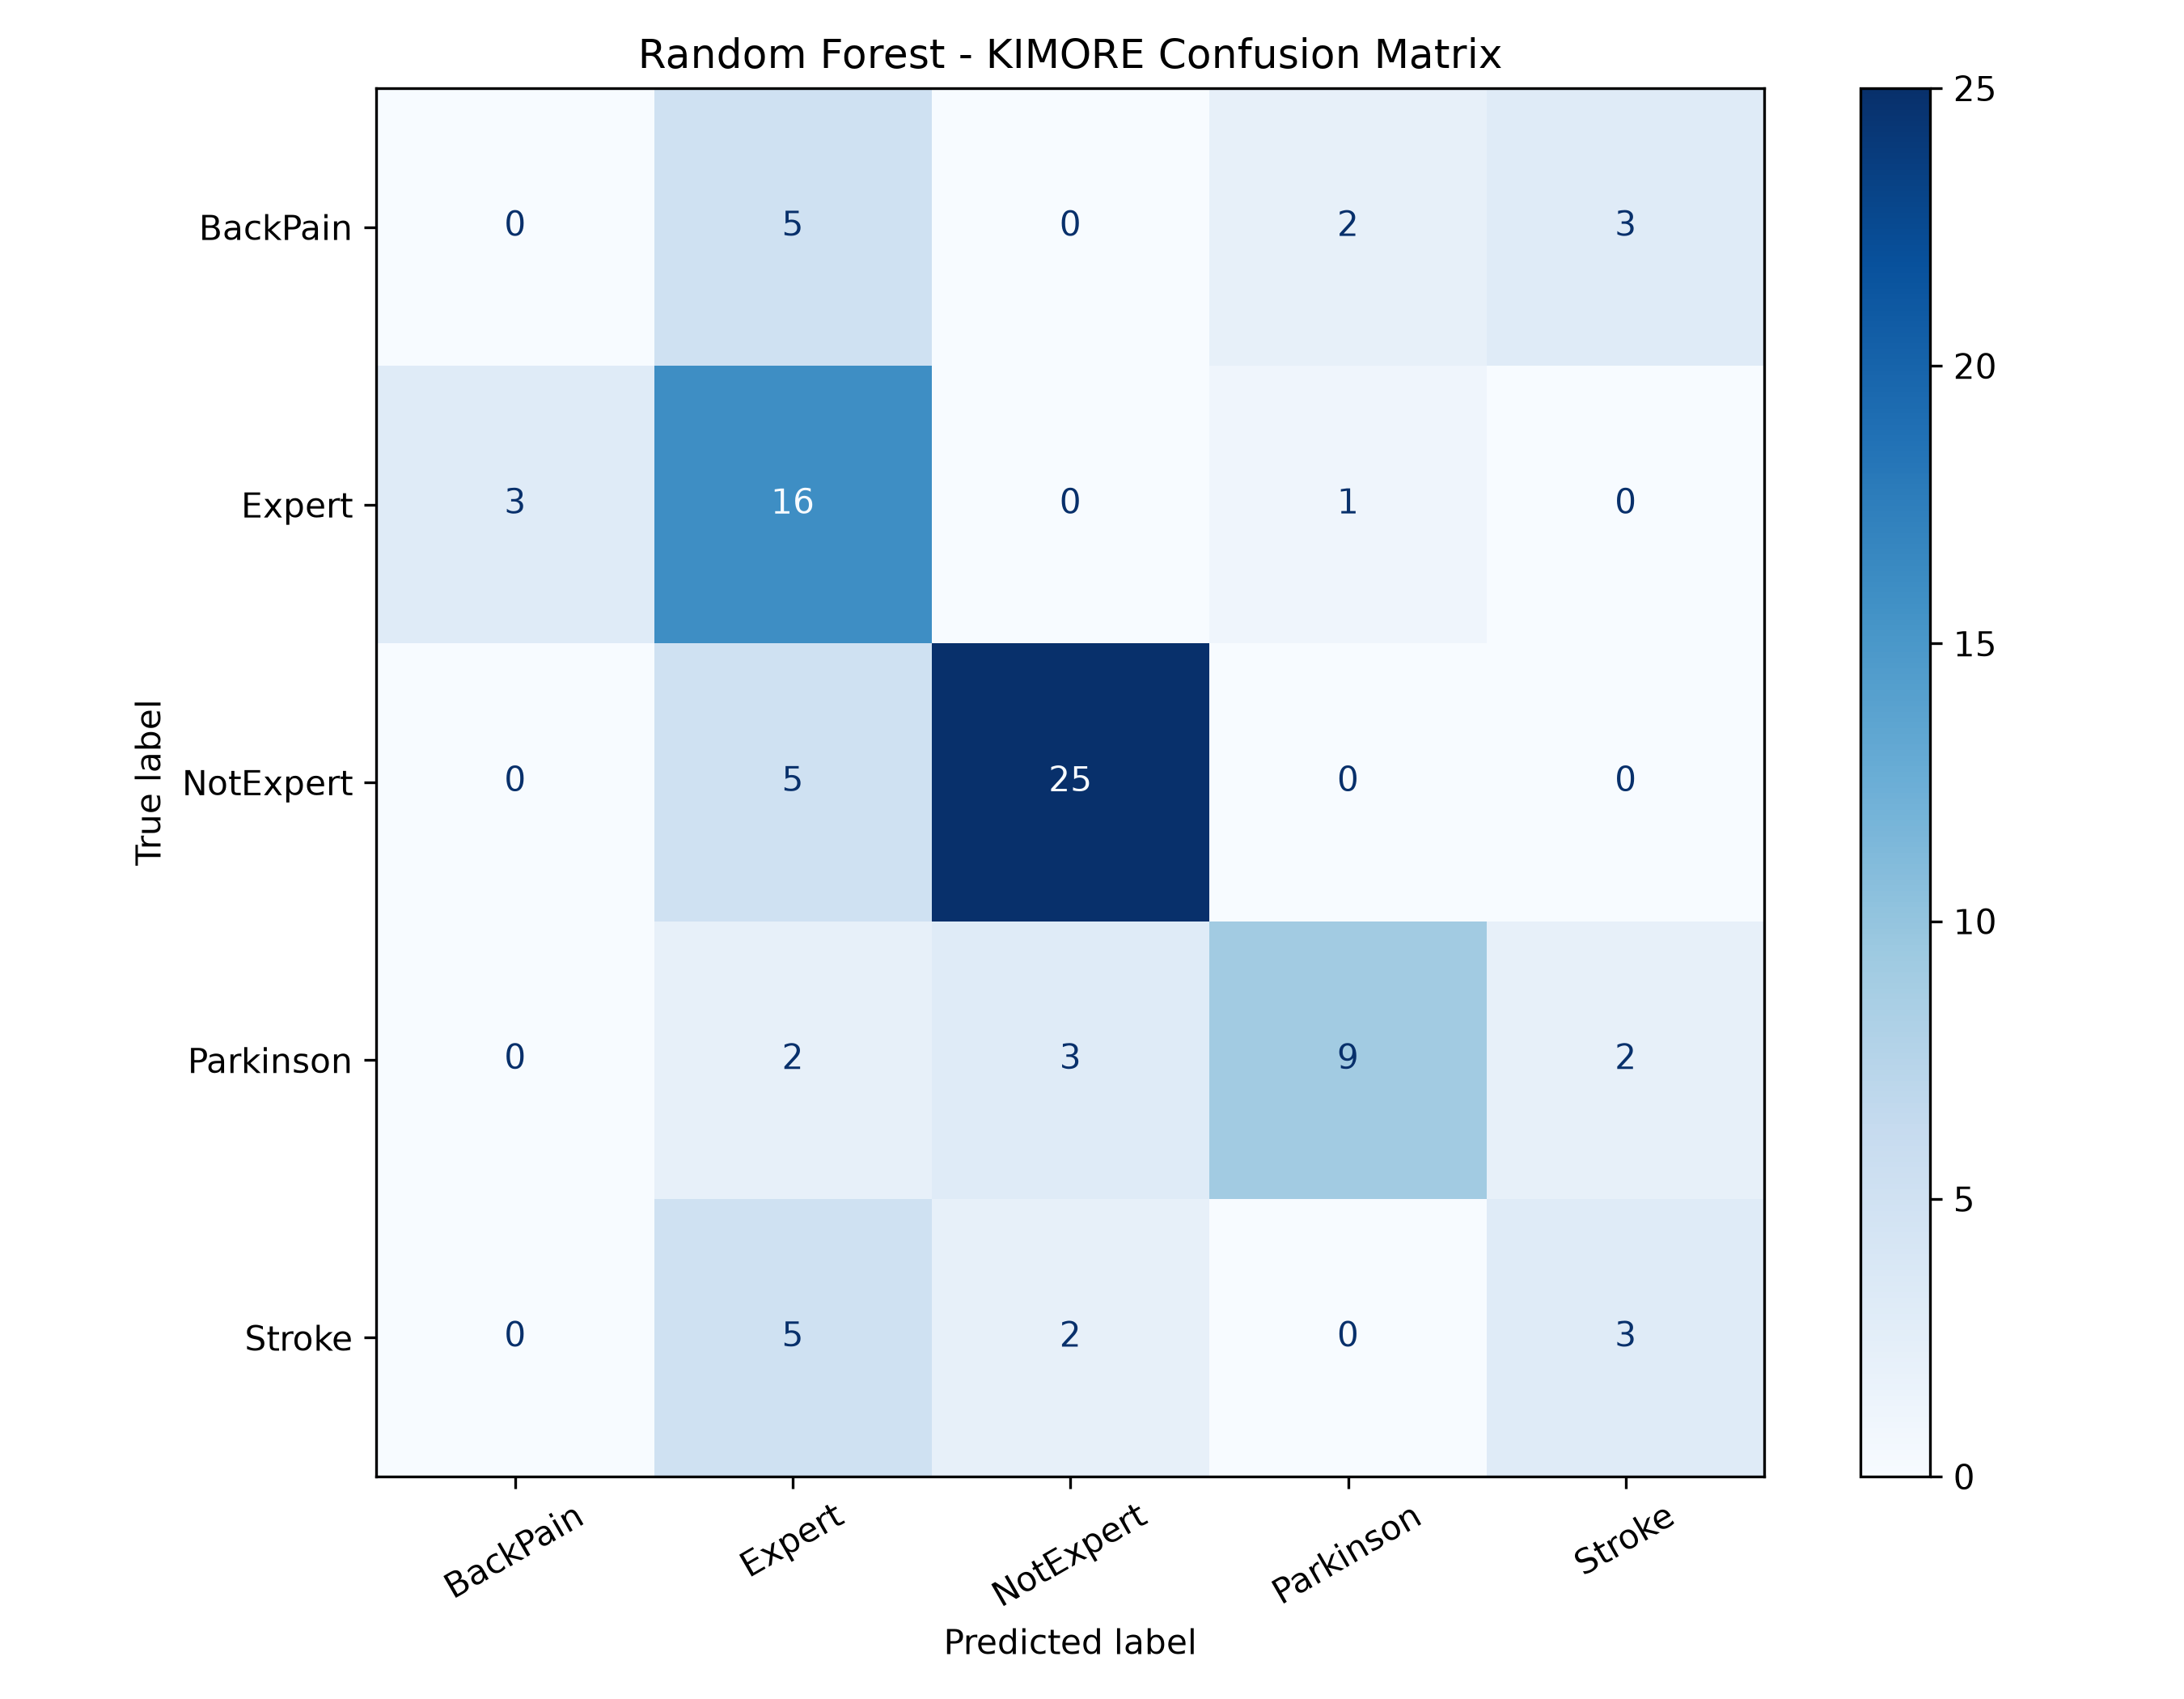 Random Forest - KIMORE Confusion Matrix
BackPain 0 5 0 2 3
Expert 3 16 0 1 0
NotExpert 0 5 25 0 0
Parkinson 0 2 3 9 2
Stroke 0 5 2 0 3
True label
BackPain Expert NotExpert Parkinson Stroke
Predicted label
25
20
15
10
5
0